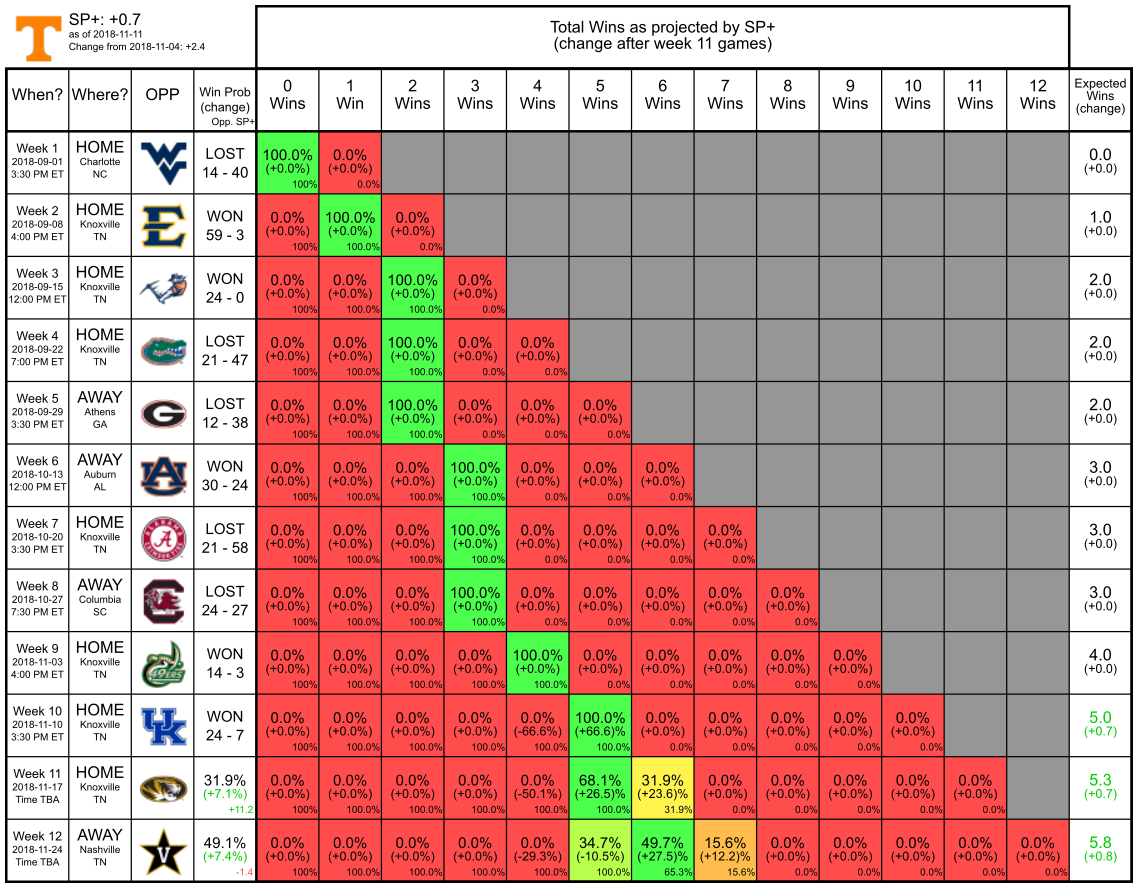 SP+: +0.7
as of 2018-11-11
Change from 2018-11-04: +2.4
Total Wins as projected by SP+
(change after week 11 games)
When? Where? OPP Win Prob (change) Opp. SP+ 0 Wins 1 Win 2 Wins 3 Wins 4 Wins 5 Wins 6 Wins 7 Wins 8 Wins 9 Wins 10 Wins 11 Wins 12 Wins Expected Wins (change)
Week 1 HOME LOST 100.0% 0.0% 0.0
2018-09-01 Charlotte 14 - 40 (+0.0%) (+0.0%) (+0.0)
3:30 PM ET NC 100% 0.0%
Week 2 HOME WON 0.0% 100.0% 0.0% 1.0
2018-09-08 Knoxville 59 - 3 (+0.0%) (+0.0%) (+0.0%) (+0.0)
4:00 PM ET TN 100% 100.0% 0.0%
Week 3 HOME WON 0.0% 0.0% 100.0% 0.0% 2.0
2018-09-15 Knoxville 24 - 0 (+0.0%) (+0.0%) (+0.0%) (+0.0%) (+0.0)
12:00 PM ET TN 100% 100.0% 100.0% 0.0%
Week 4 HOME LOST 0.0% 0.0% 100.0% 0.0% 0.0% 2.0
2018-09-22 Knoxville 21 - 47 (+0.0%) (+0.0%) (+0.0%) (+0.0%) (+0.0%) (+0.0)
7:00 PM ET TN 100% 100.0% 100.0% 0.0% 0.0%
Week 5 AWAY LOST 0.0% 0.0% 100.0% 0.0% 0.0% 0.0% 2.0
2018-09-29 Athens 12 - 38 (+0.0%) (+0.0%) (+0.0%) (+0.0%) (+0.0%) (+0.0%) (+0.0)
3:30 PM ET GA 100% 100.0% 100.0% 0.0% 0.0% 0.0%
Week 6 AWAY WON 0.0% 0.0% 0.0% 100.0% 0.0% 0.0% 0.0% 3.0
2018-10-13 Auburn 30 - 24 (+0.0%) (+0.0%) (+0.0%) (+0.0%) (+0.0%) (+0.0%) (+0.0%) (+0.0)
12:00 PM ET AL 100% 100.0% 100.0% 100.0% 0.0% 0.0% 0.0%
Week 7 HOME LOST 0.0% 0.0% 0.0% 100.0% 0.0% 0.0% 0.0% 0.0% 3.0
2018-10-20 Knoxville 21 - 58 (+0.0%) (+0.0%) (+0.0%) (+0.0%) (+0.0%) (+0.0%) (+0.0%) (+0.0%) (+0.0)
3:30 PM ET TN 100% 100.0% 100.0% 100.0% 0.0% 0.0% 0.0% 0.0%
Week 8 AWAY LOST 0.0% 0.0% 0.0% 100.0% 0.0% 0.0% 0.0% 0.0% 0.0% 3.0
2018-10-27 Columbia 24 - 27 (+0.0%) (+0.0%) (+0.0%) (+0.0%) (+0.0%) (+0.0%) (+0.0%) (+0.0%) (+0.0%) (+0.0)
7:30 PM ET SC 100% 100.0% 100.0% 100.0% 0.0% 0.0% 0.0% 0.0% 0.0%
Week 9 HOME WON 0.0% 0.0% 0.0% 0.0% 100.0% 0.0% 0.0% 0.0% 0.0% 0.0% 4.0
2018-11-03 Knoxville 14 - 3 (+0.0%) (+0.0%) (+0.0%) (+0.0%) (+0.0%) (+0.0%) (+0.0%) (+0.0%) (+0.0%) (+0.0%) (+0.0)
4:00 PM ET TN 100% 100.0% 100.0% 100.0% 100.0% 0.0% 0.0% 0.0% 0.0% 0.0%
Week 10 HOME WON 0.0% 0.0% 0.0% 0.0% 0.0% 100.0% 0.0% 0.0% 0.0% 0.0% 0.0% 5.0
2018-11-10 Knoxville 24 - 7 (+0.0%) (+0.0%) (+0.0%) (+0.0%) (-66.6%) (+66.6)% (+0.0%) (+0.0%) (+0.0%) (+0.0%) (+0.0%) (+0.7)
3:30 PM ET TN 100% 100.0% 100.0% 100.0% 100.0% 100.0% 0.0% 0.0% 0.0% 0.0% 0.0%
Week 11 HOME 31.9% 0.0% 0.0% 0.0% 0.0% 0.0% 68.1% 31.9% 0.0% 0.0% 0.0% 0.0% 0.0% 5.3
2018-11-17 Knoxville (+7.1%) (+0.0%) (+0.0%) (+0.0%) (+0.0%) (-50.1%) (+26.5)% (+23.6)% (+0.0%) (+0.0%) (+0.0%) (+0.0%) (+0.0%) (+0.7)
Time TBA TN +11.2 100% 100.0% 100.0% 100.0% 100.0% 100.0% 31.9% 0.0% 0.0% 0.0% 0.0% 0.0%
Week 12 AWAY 49.1% 0.0% 0.0% 0.0% 0.0% 0.0% 34.7% 49.7% 15.6% 0.0% 0.0% 0.0% 0.0% 0.0% 5.8
2018-11-24 Nashville (+7.4%) (+0.0%) (+0.0%) (+0.0%) (+0.0%) (-29.3%) (-10.5%) (+27.5)% (+12.2)% (+0.0%) (+0.0%) (+0.0%) (+0.0%) (+0.0%) (+0.8)
Time TBA TN -1.4 100% 100.0% 100.0% 100.0% 100.0% 100.0% 65.3% 15.6% 0.0% 0.0% 0.0% 0.0% 0.0%